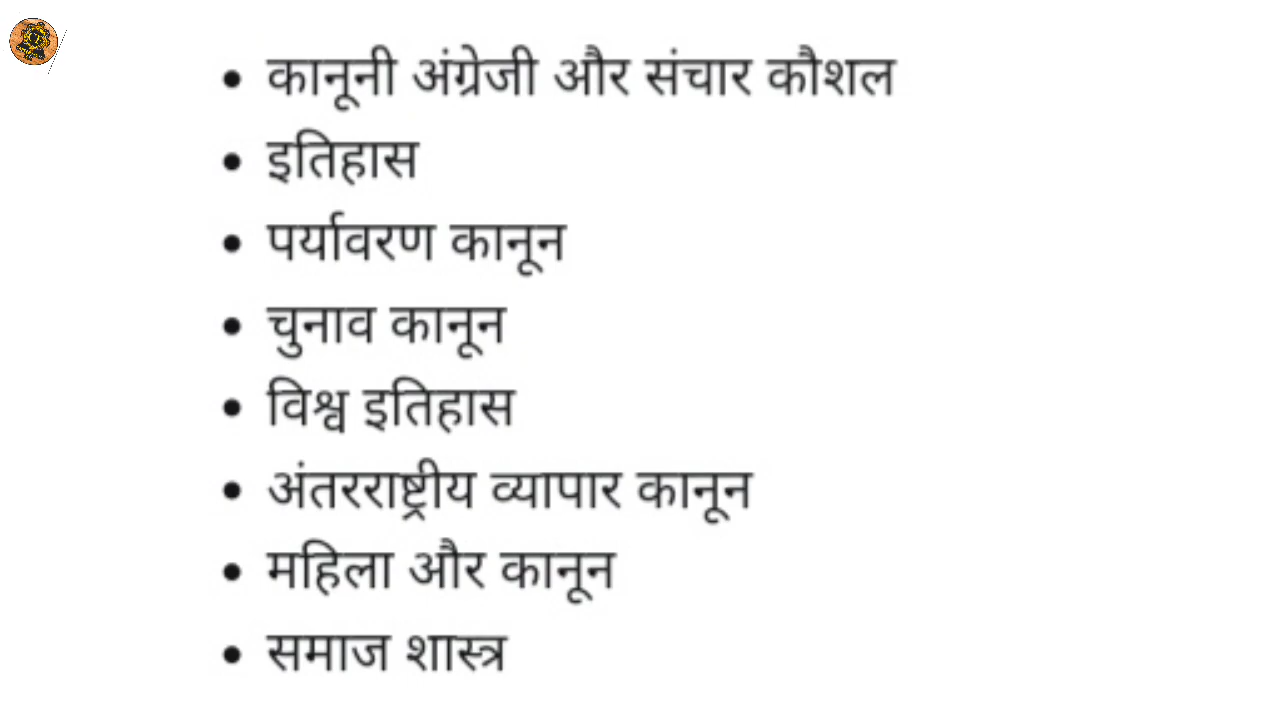 • कानूनी अंग्रेजी और संचार कौशल
• इतिहास
• पर्यावरण कानून
• चुनाव कानून
• विश्व इतिहास
• अंतरराष्ट्रीय व्यापार कानून
• महिला और कानून
• समाज शास्त्र